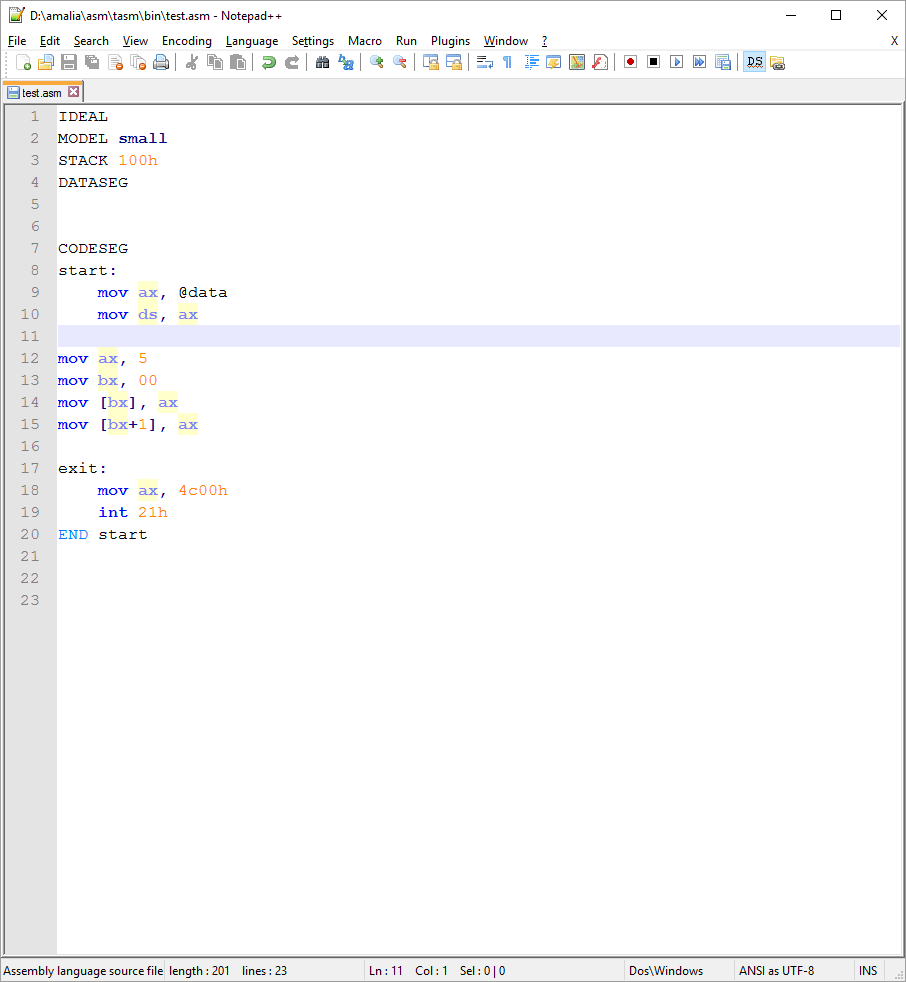 D:\amalia\asm\tasm\bin\test.asm - Notepad++
File Edit Search View Encoding Language Settings Macro Run Plugins Window ? X
test.asm
1 IDEAL
2 MODEL small
3 STACK 100h
4 DATASEG
5
6
7 CODESEG
8 start:
9 mov ax, @data
10 mov ds, ax
11
12 mov ax, 5
13 mov bx, 00
14 mov [bx], ax
15 mov [bx+1], ax
16
17 exit:
18 mov ax, 4c00h
19 int 21h
20 END start
21
22
23
Assembly language source file length : 201 lines : 23 Ln : 11 Col : 1 Sel : 0 | 0 Dos\Windows ANSI as UTF-8 INS